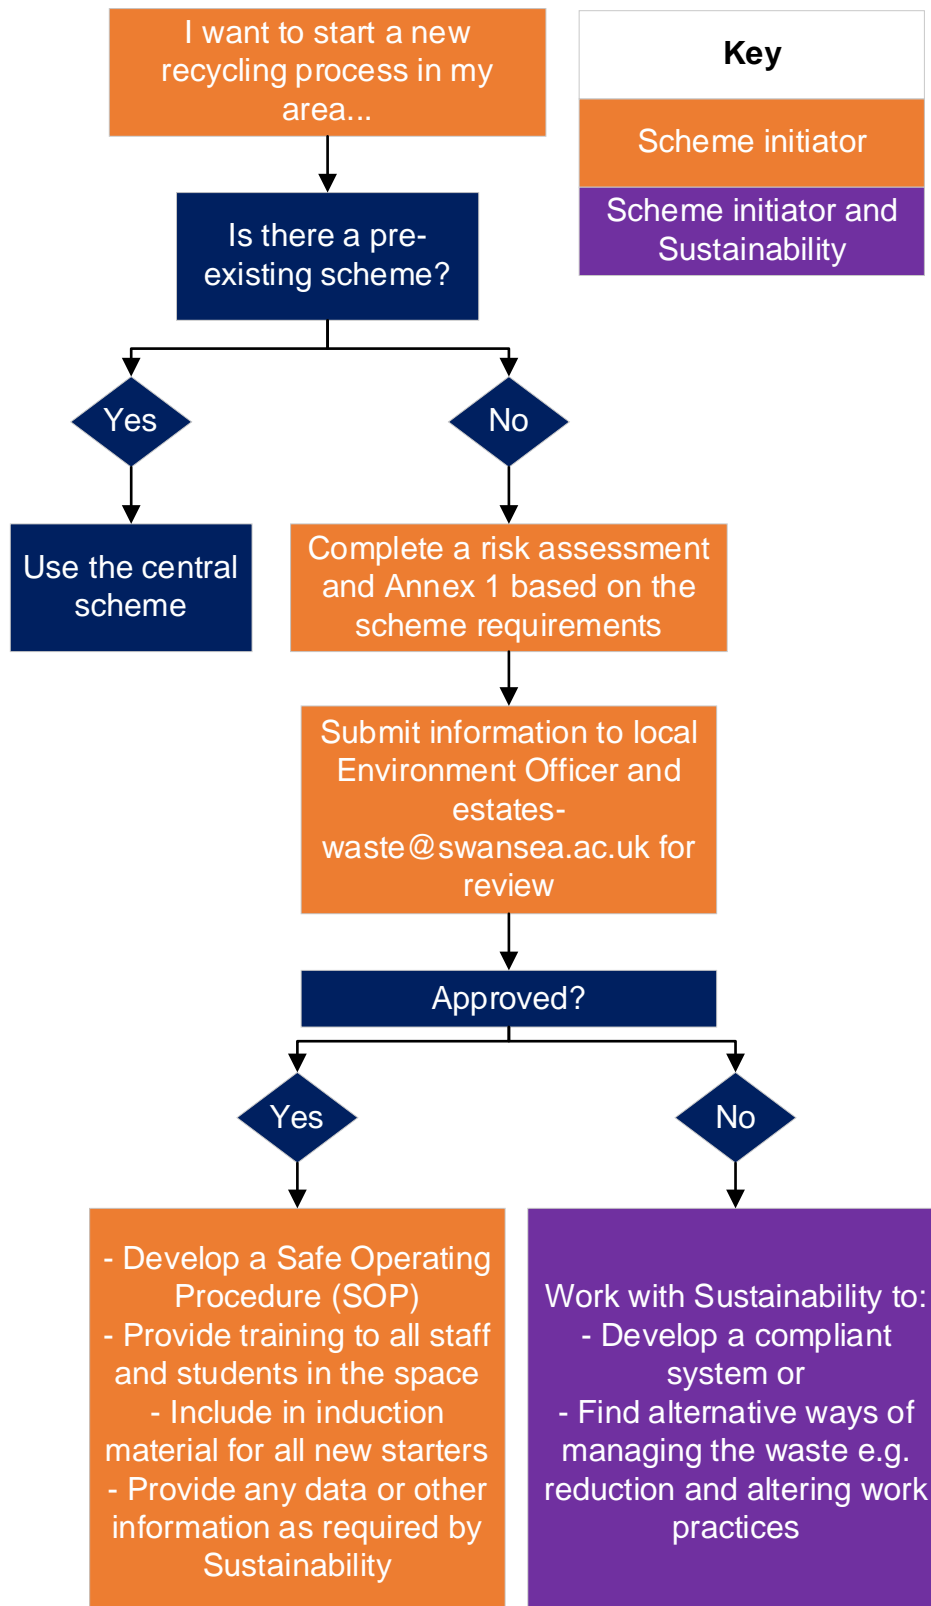 I want to start a new
recycling process in my
area...
Key
Scheme initiator
Scheme initiator and
Sustainability
Is there a pre-
existing scheme?
Yes
No
Use the central
scheme
Complete a risk assessment
and Annex 1 based on the
scheme requirements
Submit information to local
Environment Officer and
estates-
waste@swansea.ac.uk for
review
Approved?
Yes
No
- Develop a Safe Operating
Procedure (SOP)
- Provide training to all staff
and students in the space
- Include in induction
material for all new starters
- Provide any data or other
information as required by
Sustainability
Work with Sustainability to:
- Develop a compliant
system or
- Find alternative ways of
managing the waste e.g.
reduction and altering work
practices